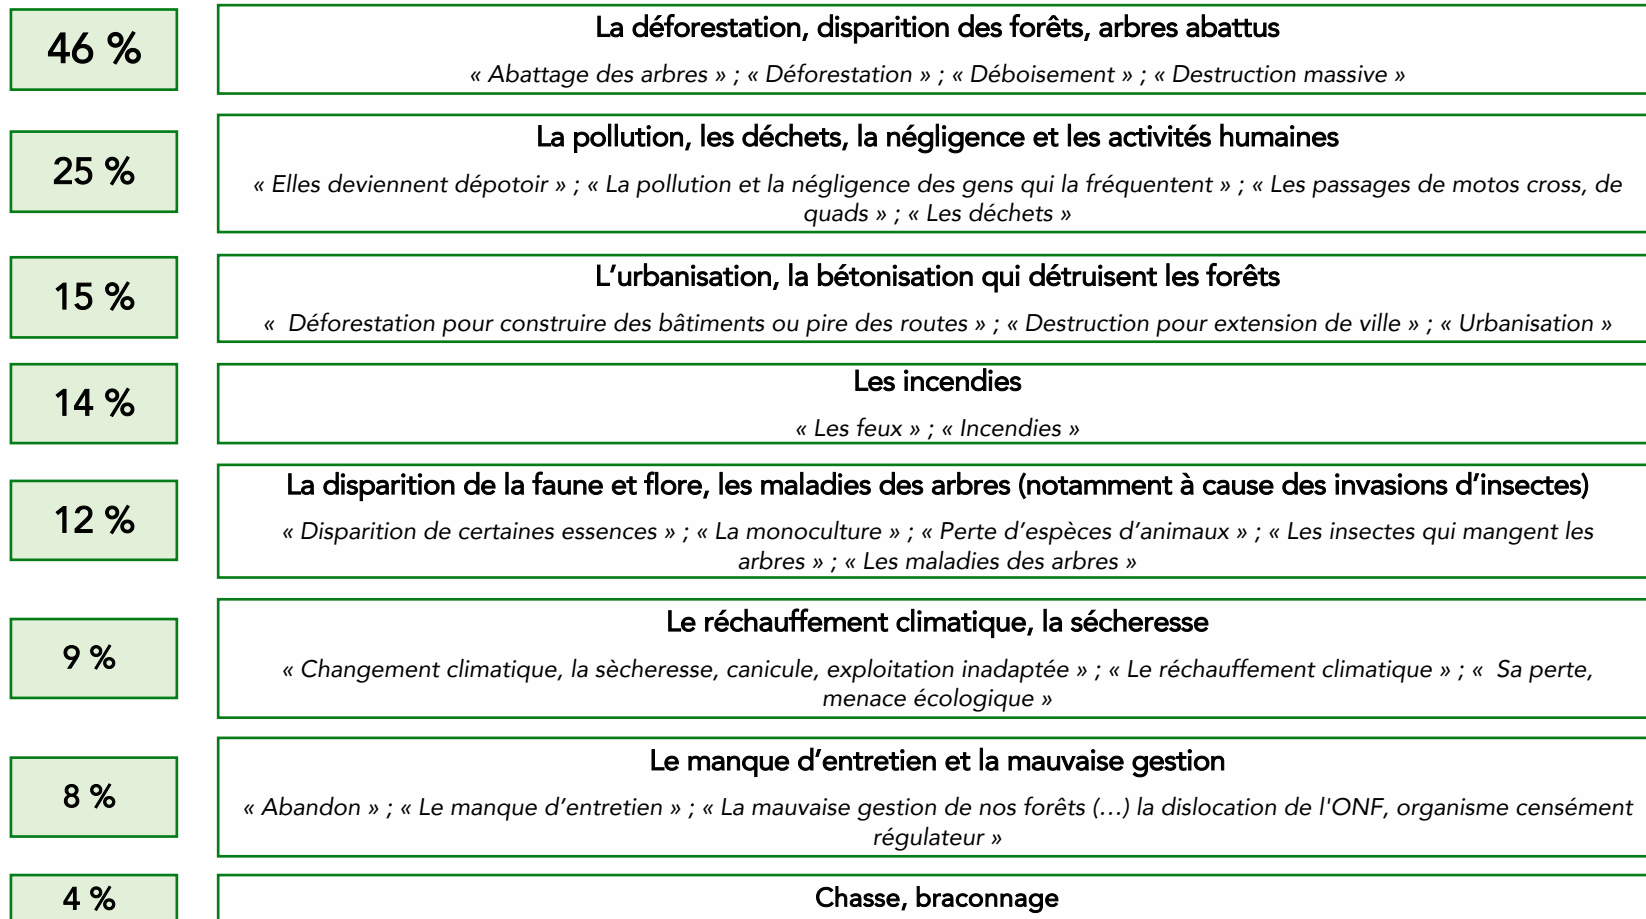 46 %
La déforestation, disparition des forêts, arbres abattus
« Abattage des arbres » ; « Déforestation » ; « Déboisement » ; « Destruction massive »
25 %
La pollution, les déchets, la négligence et les activités humaines
« Elles deviennent dépotoir » ; « La pollution et la négligence des gens qui la fréquentent » ; « Les passages de motos cross, de
quads » ; « Les déchets »
15 %
L’urbanisation, la bétonisation qui détruisent les forêts
«  Déforestation pour construire des bâtiments ou pire des routes » ; « Destruction pour extension de ville » ; « Urbanisation »
14 %
Les incendies
« Les feux » ; « Incendies »
12 %
La disparition de la faune et flore, les maladies des arbres (notamment à cause des invasions d’insectes)
« Disparition de certaines essences » ; « La monoculture » ; « Perte d’espèces d’animaux » ; « Les insectes qui mangent les
arbres » ; « Les maladies des arbres »
9 %
Le réchauffement climatique, la sécheresse
« Changement climatique, la sècheresse, canicule, exploitation inadaptée » ; « Le réchauffement climatique » ; «  Sa perte,
menace écologique »
8 %
Le manque d’entretien et la mauvaise gestion
« Abandon » ; « Le manque d’entretien » ; « La mauvaise gestion de nos forêts (…) la dislocation de l'ONF, organisme censément
régulateur »
4 %
Chasse, braconnage